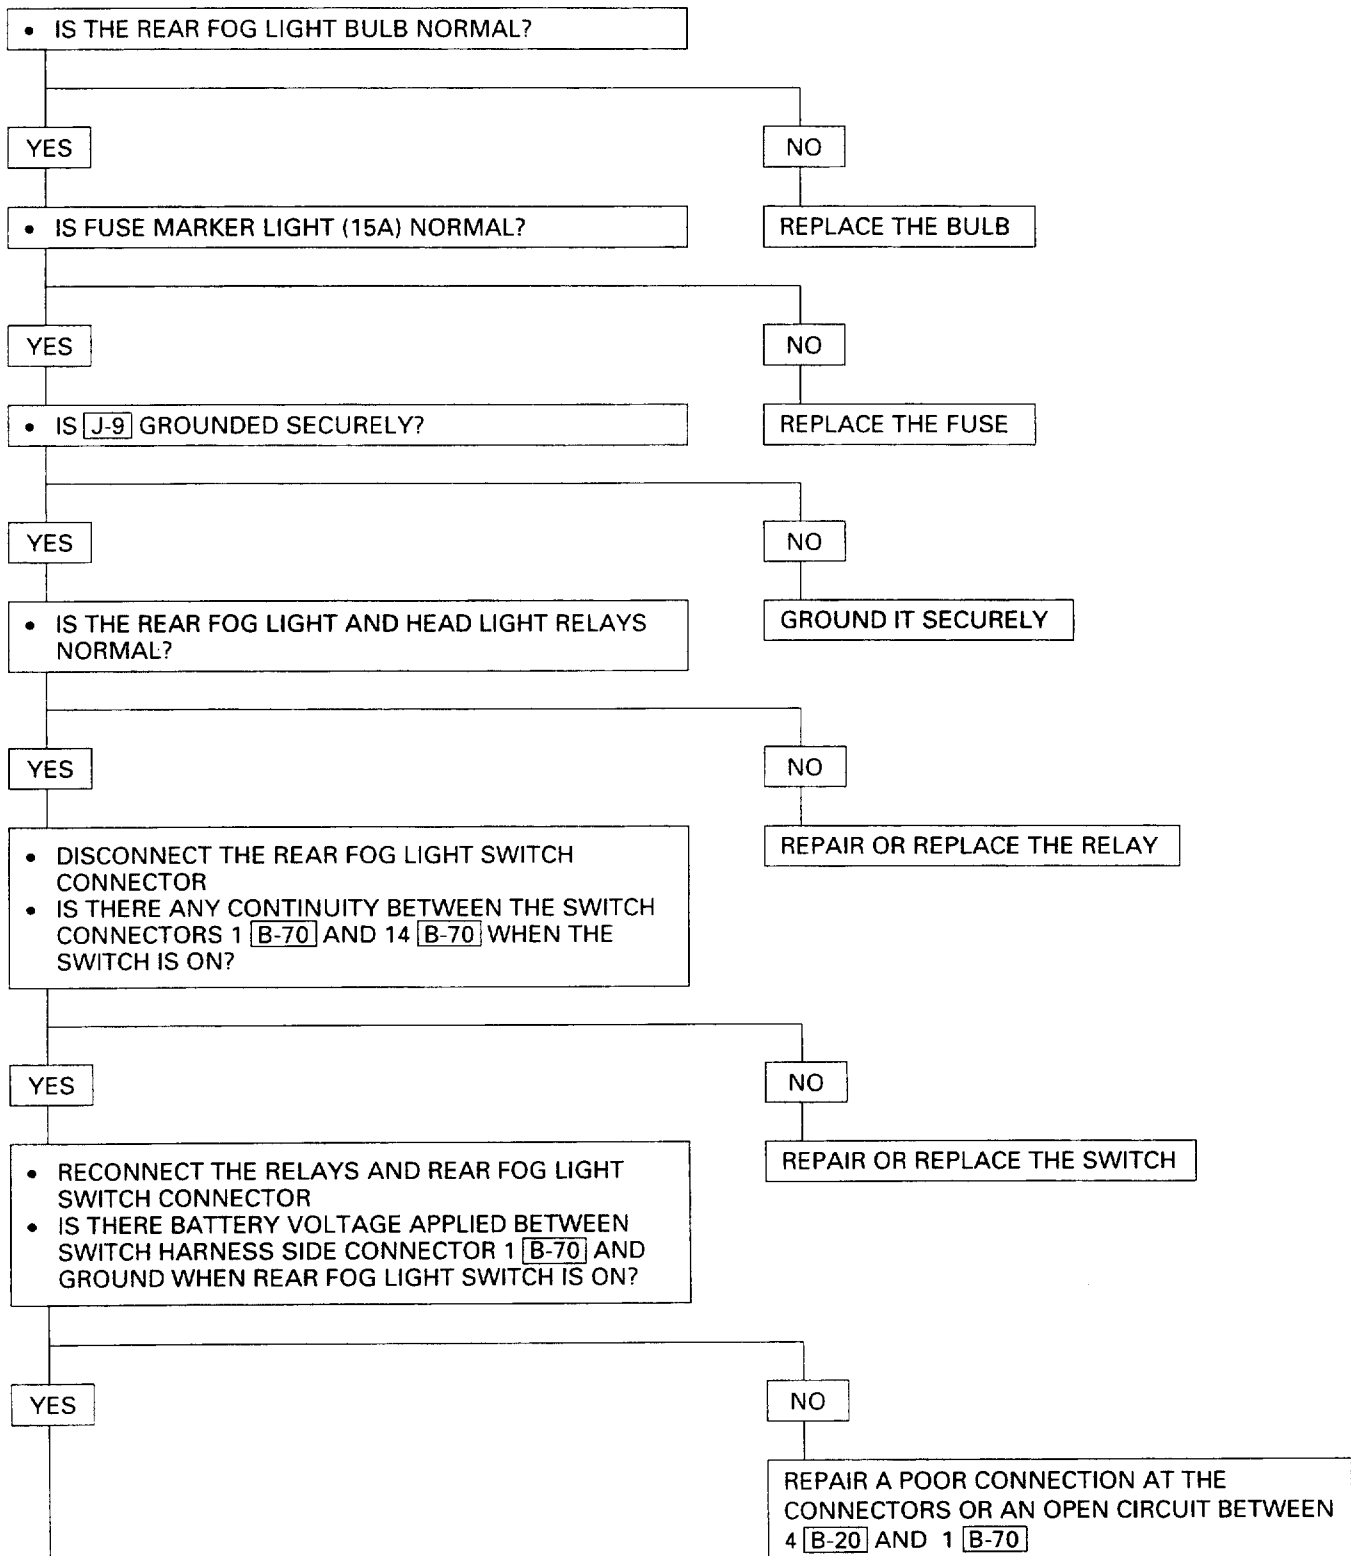 • IS THE REAR FOG LIGHT BULB NORMAL?
YES
NO
• IS FUSE MARKER LIGHT (15A) NORMAL?
REPLACE THE BULB
YES
NO
• IS J-9 GROUNDED SECURELY?
REPLACE THE FUSE
YES
NO
• IS THE REAR FOG LIGHT AND HEAD LIGHT RELAYS
NORMAL?
GROUND IT SECURELY
YES
NO
• DISCONNECT THE REAR FOG LIGHT SWITCH
CONNECTOR
• IS THERE ANY CONTINUITY BETWEEN THE SWITCH
CONNECTORS 1 B-70 AND 14 B-70 WHEN THE
SWITCH IS ON?
REPAIR OR REPLACE THE RELAY
YES
NO
• RECONNECT THE RELAYS AND REAR FOG LIGHT
SWITCH CONNECTOR
• IS THERE BATTERY VOLTAGE APPLIED BETWEEN
SWITCH HARNESS SIDE CONNECTOR 1 B-70 AND
GROUND WHEN REAR FOG LIGHT SWITCH IS ON?
REPAIR OR REPLACE THE SWITCH
YES
NO
REPAIR A POOR CONNECTION AT THE
CONNECTORS OR AN OPEN CIRCUIT BETWEEN
4 B-20 AND 1 B-70